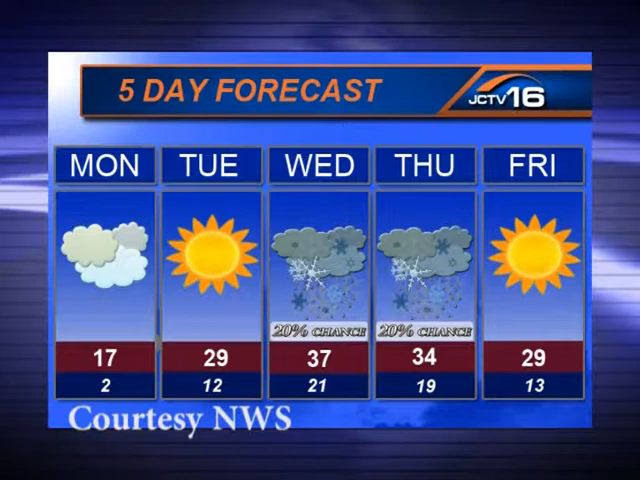 5 DAY FORECAST
JCTV16
MON TUE WED THU FRI
20% CHANCE 20% CHANCE
17 29 37 34 29
2 12 21 19 13
Courtesy NWS